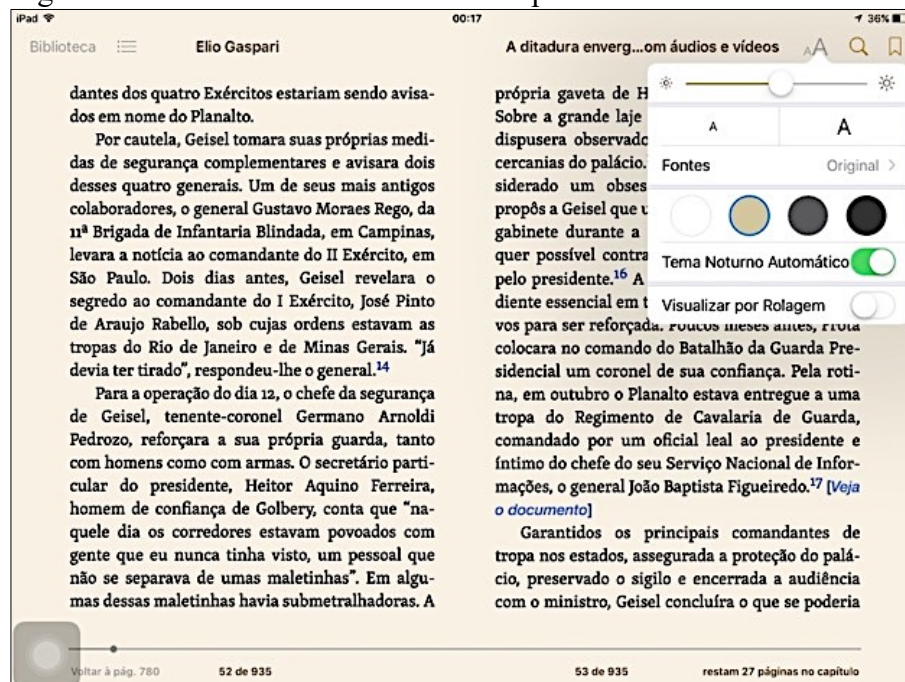 iPad
00:17
36%
Biblioteca
Elio Gaspari
A ditadura enverg...om áudios e vídeos
AA
dantes dos quatro Exércitos estariam sendo avisa-
dos em nome do Planalto.
Por cautela, Geisel tomara suas próprias medi-
das de segurança complementares e avisara dois
desses quatro generais. Um de seus mais antigos
colaboradores, o general Gustavo Moraes Rego, da
11ª Brigada de Infantaria Blindada, em Campinas,
levara a notícia ao comandante do II Exército, em
São Paulo. Dois dias antes, Geisel revelara o
segredo ao comandante do I Exército, José Pinto
de Araujo Rabello, sob cujas ordens estavam as
tropas do Rio de Janeiro e de Minas Gerais. “Já
devia ter tirado”, respondeu-lhe o general.14
Para a operação do dia 12, o chefe da segurança
de Geisel, tenente-coronel Germano Arnoldi
Pedrozo, reforçara a sua própria guarda, tanto
com homens como com armas. O secretário parti-
cular do presidente, Heitor Aquino Ferreira,
homem de confiança de Golbery, conta que “na-
quele dia os corredores estavam povoados com
gente que eu nunca tinha visto, um pessoal que
não se separava de umas maletinhas”. Em algu-
mas dessas maletinhas havia submetralhadoras. A
própria gaveta de H
Sobre a grande laje
dispusera observado
cercanias do palácio.
siderado um obses
propôs a Geisel que
gabinete durante a
quer possível contra
pelo presidente.16 A
diente essencial em t
vos para ser reforçada. Poucos meses antes, Frota
colocara no comando do Batalhão da Guarda Pre-
sidencial um coronel de sua confiança. Pela roti-
na, em outubro o Planalto estava entregue a uma
tropa do Regimento de Cavalaria de Guarda,
comandado por um oficial leal ao presidente e
íntimo do chefe do seu Serviço Nacional de Infor-
mações, o general João Baptista Figueiredo.17 [Veja
o documento]
Garantidos os principais comandantes de
tropa nos estados, assegurada a proteção do palá-
cio, preservado o sigilo e encerrada a audiência
com o ministro, Geisel concluíra o que se poderia
A A
Fontes Original >
Tema Noturno Automático
Visualizar por Rolagem
Voltar à pág. 780
52 de 935
53 de 935
restam 27 páginas no capítulo